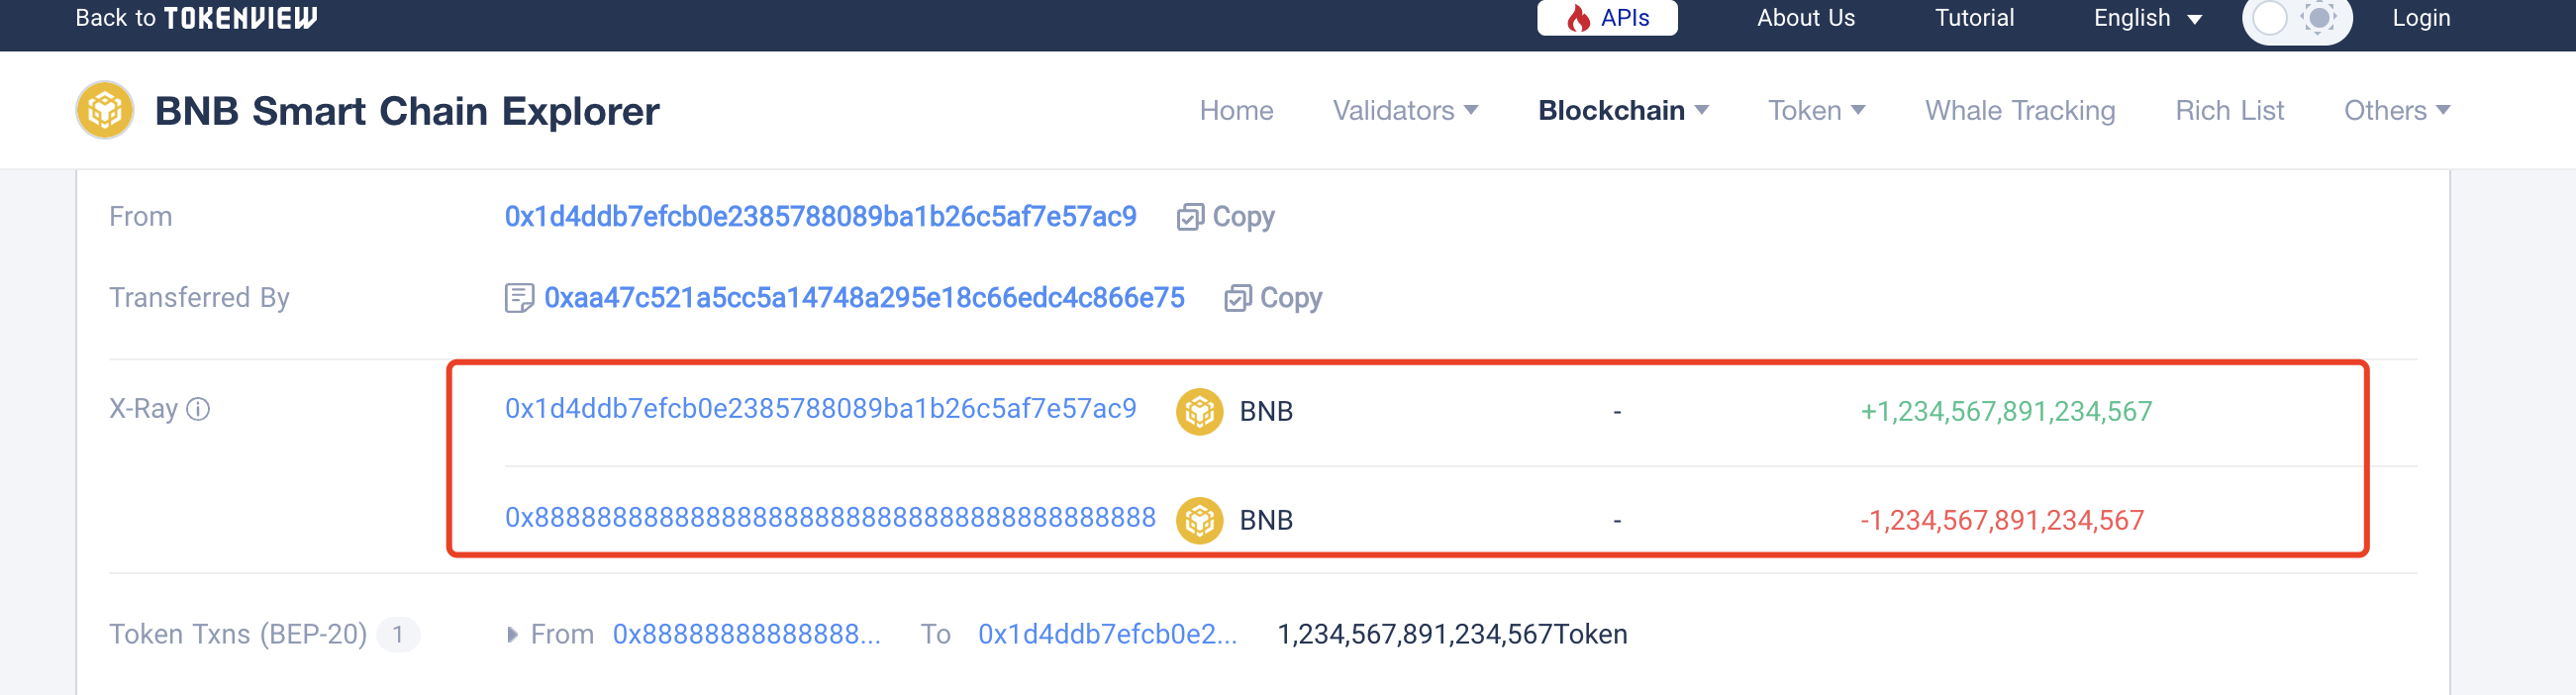 Back to TOKENVIEW APIs About Us Tutorial English Login
BNB Smart Chain Explorer Home Validators Blockchain Token Whale Tracking Rich List Others
From 0x1d4ddb7efcb0e2385788089ba1b26c5af7e57ac9 Copy
Transferred By 0xaa47c521a5cc5a14748a295e18c66edc4c866e75 Copy
X-Ray 0x1d4ddb7efcb0e2385788089ba1b26c5af7e57ac9 BNB - +1,234,567,891,234,567
0x8888888888888888888888888888888888888888 BNB - -1,234,567,891,234,567
Token Txns (BEP-20) 1 From 0x88888888888888... To 0x1d4ddb7efcb0e2... 1,234,567,891,234,567Token